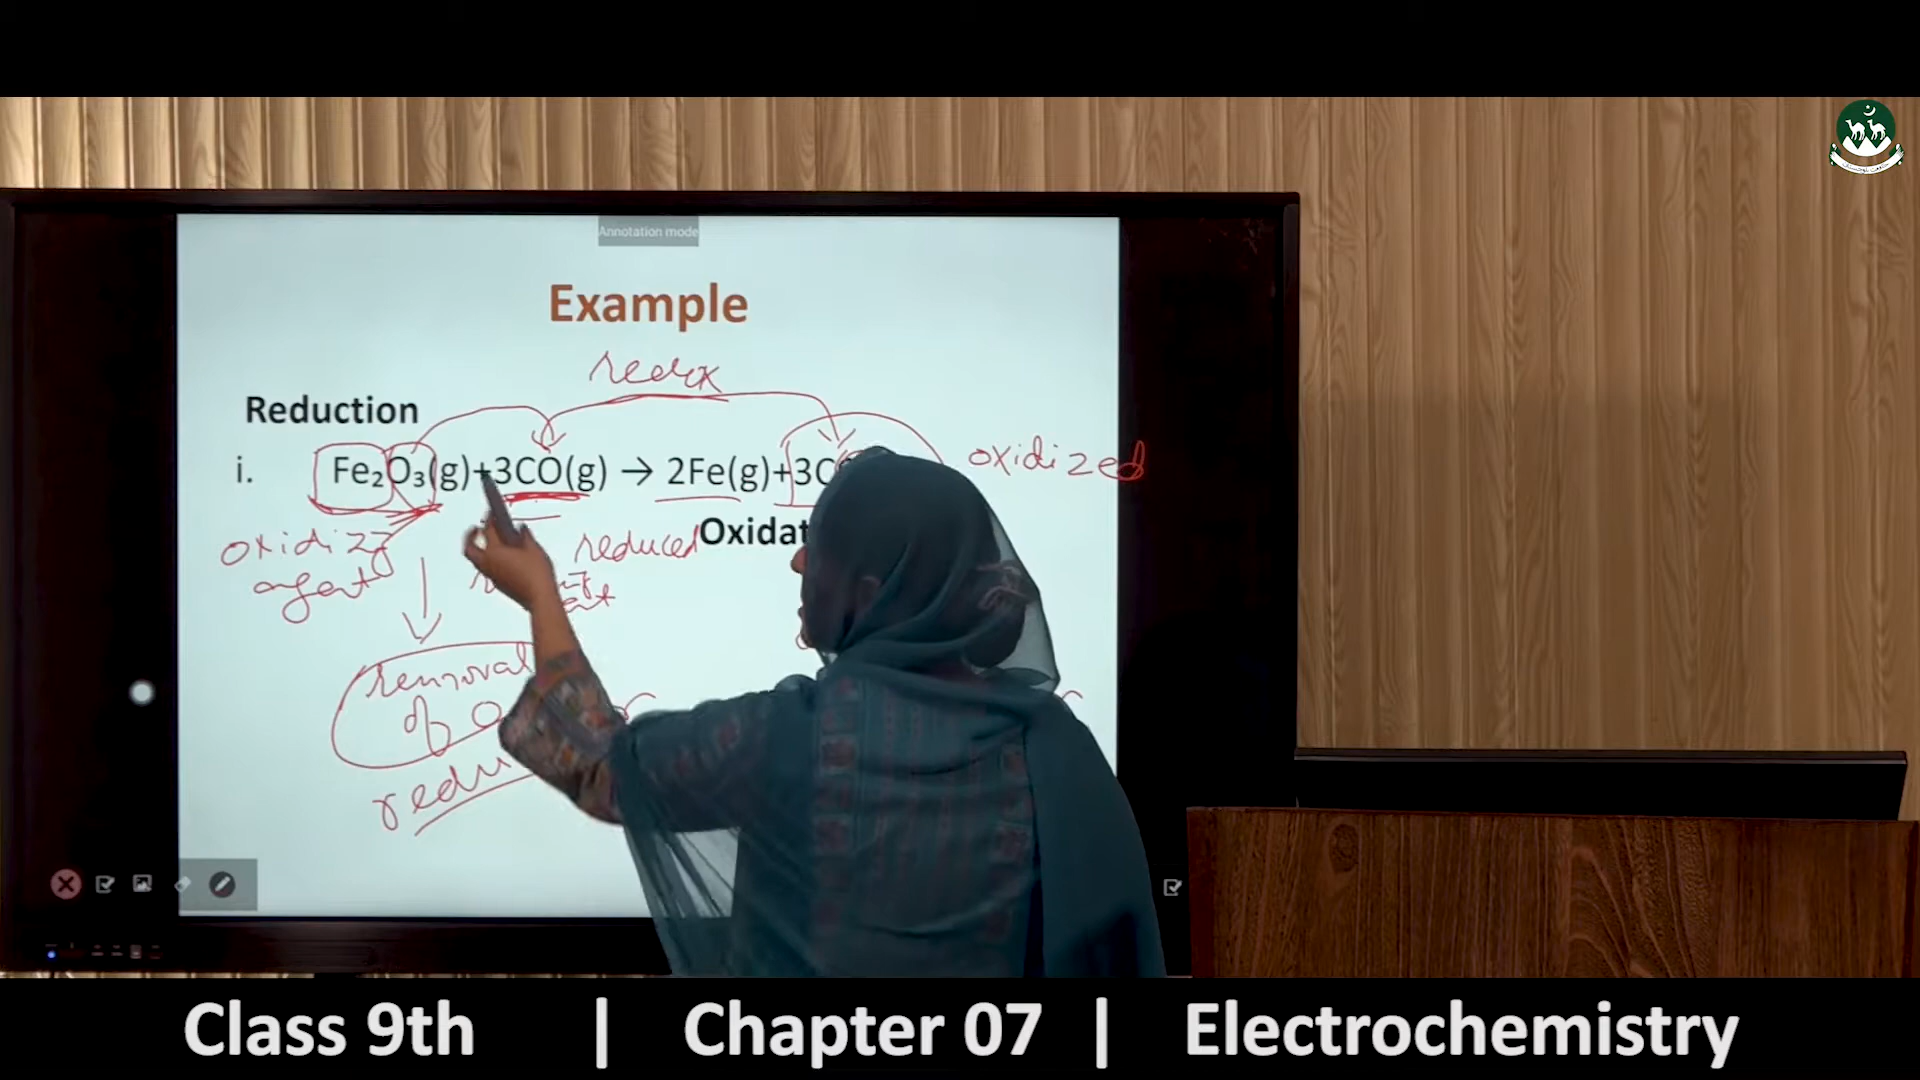 Annotation mode
Example
redox
Reduction
i. Fe₂O₃(g)+3CO(g) → 2Fe(g)+3C
oxidized
Oxidat
reduced
oxidizg
agent
removal
of O
redu
Class 9th | Chapter 07 | Electrochemistry